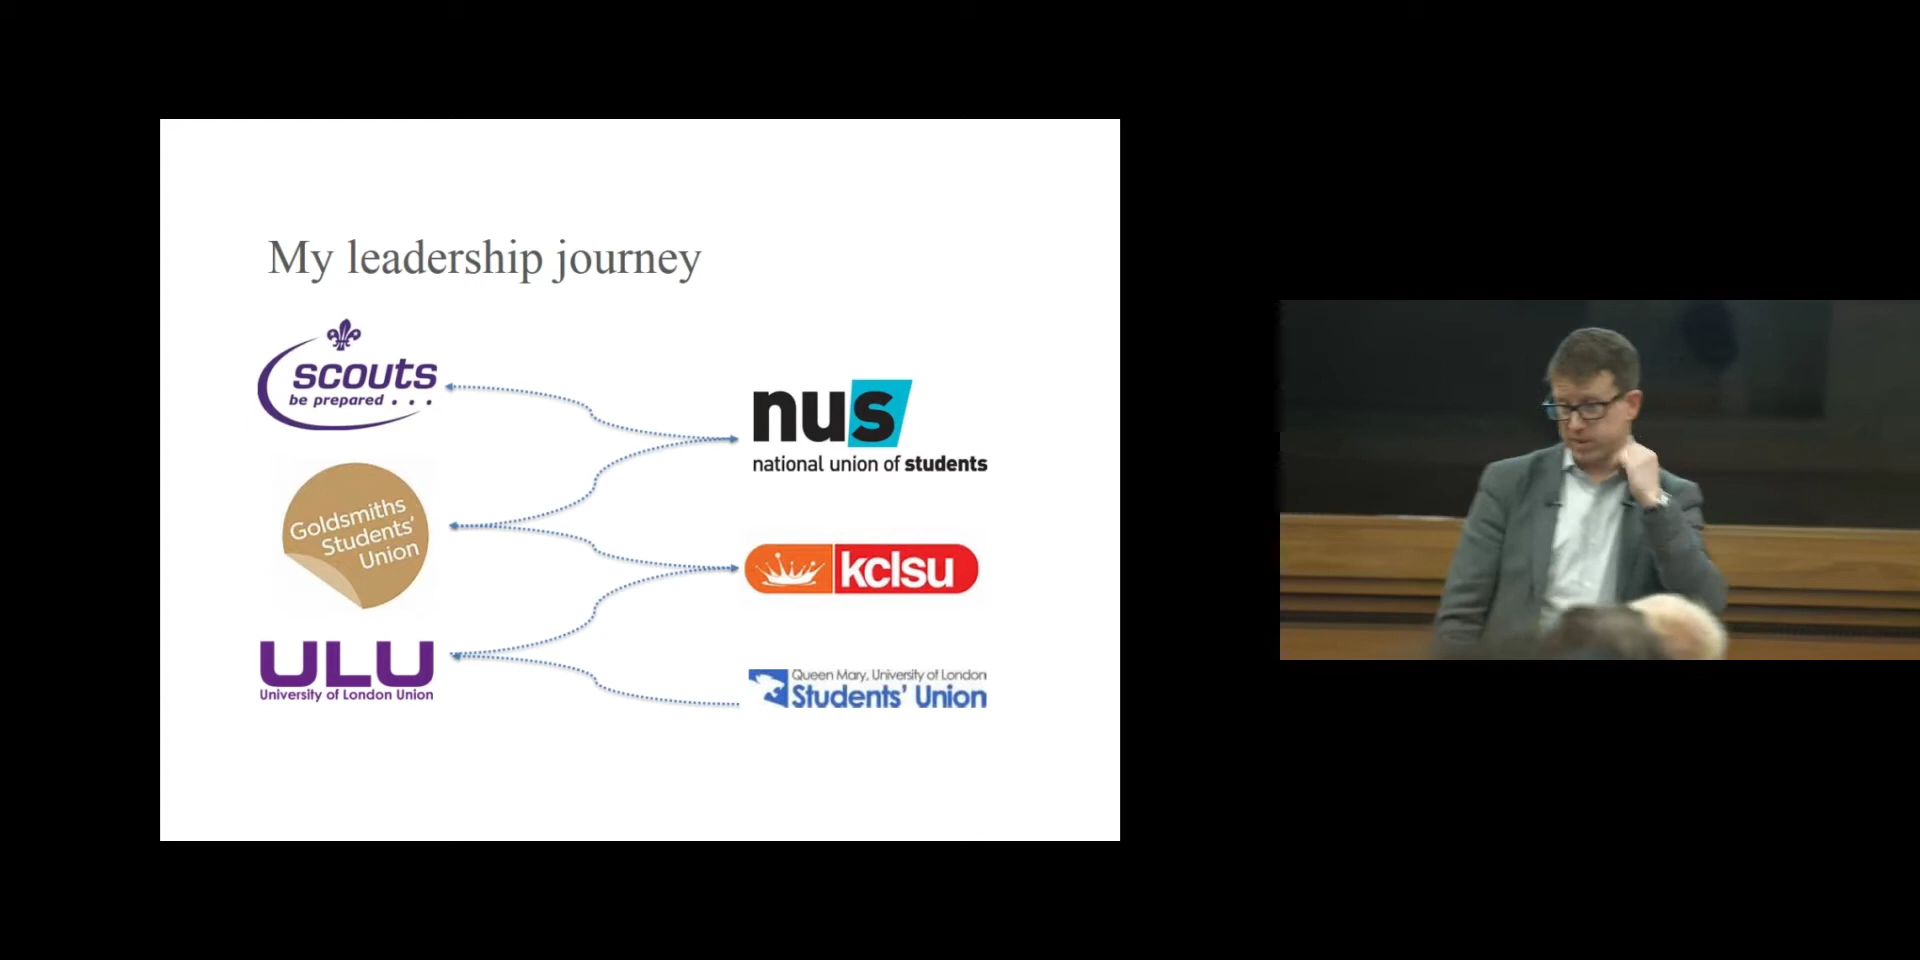 My leadership journey
scouts
be prepared . . .
nus
national union of students
Goldsmiths
Students'
Union
kclsu
ULU
University of London Union
Queen Mary, University of London
Students' Union